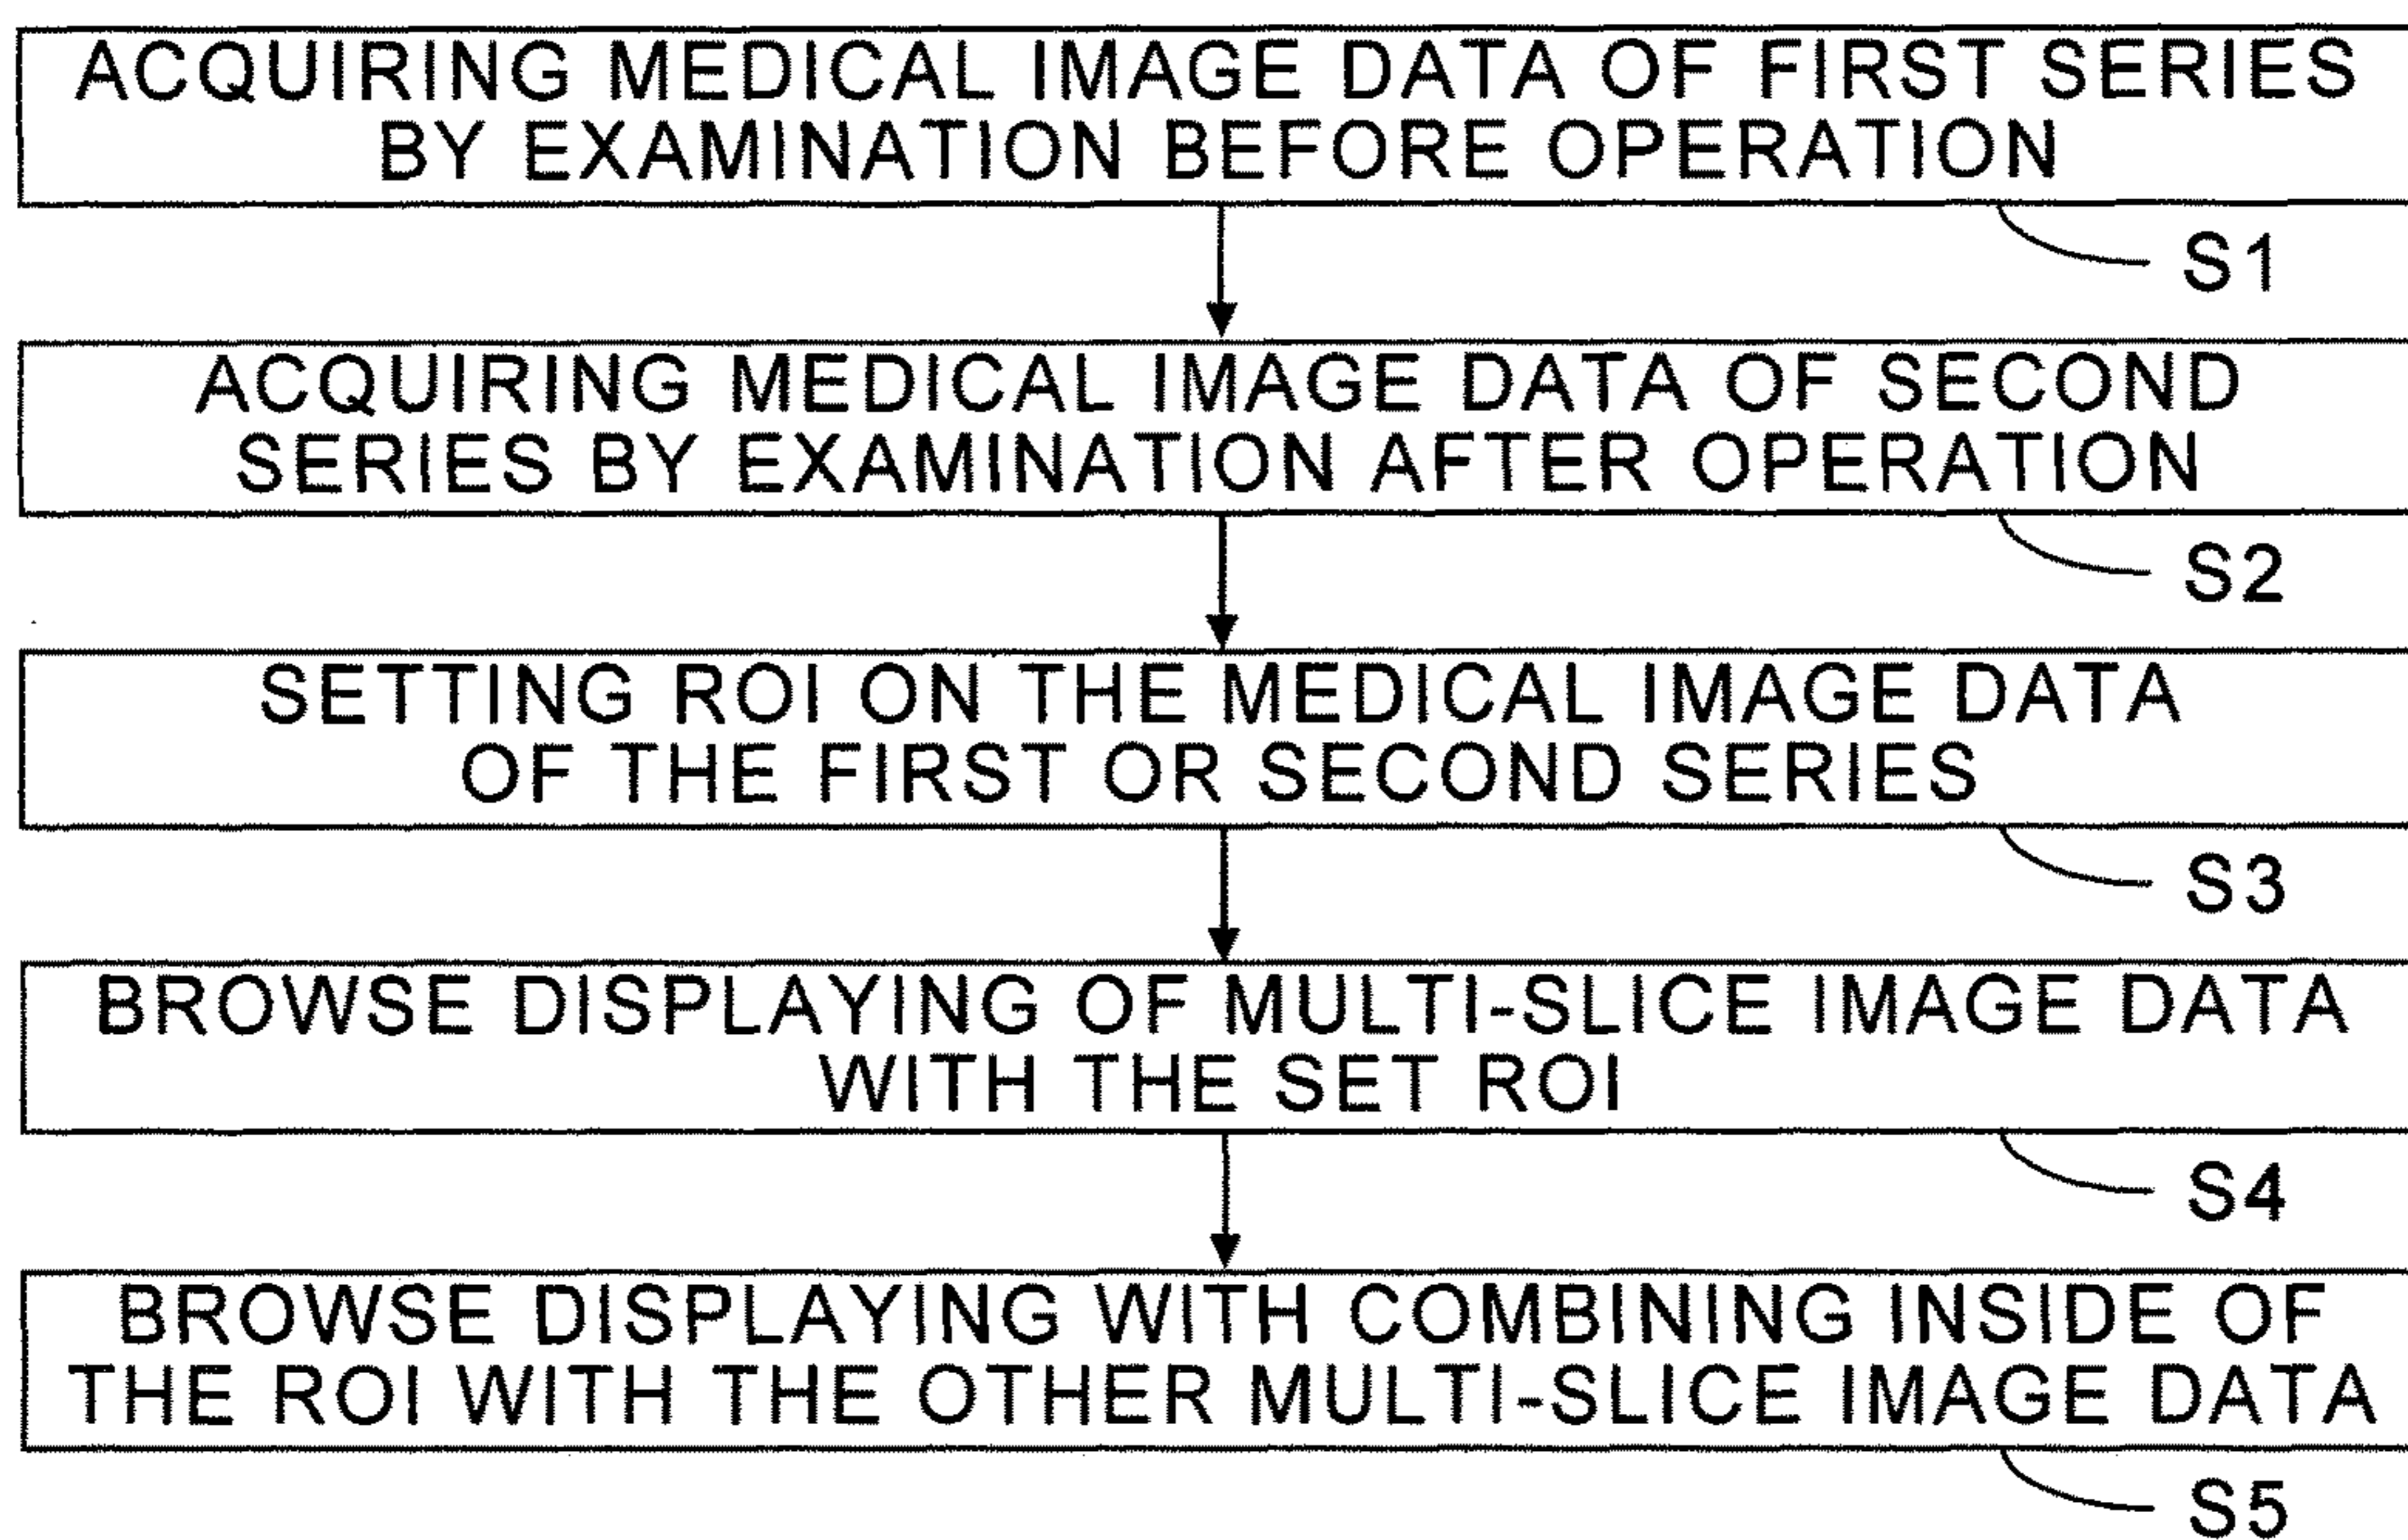 ACQUIRING MEDICAL IMAGE DATA OF FIRST SERIES
BY EXAMINATION BEFORE OPERATION
S1
ACQUIRING MEDICAL IMAGE DATA OF SECOND
SERIES BY EXAMINATION AFTER OPERATION
S2
SETTING ROI ON THE MEDICAL IMAGE DATA
OF THE FIRST OR SECOND SERIES
S3
BROWSE DISPLAYING OF MULTI-SLICE IMAGE DATA
WITH THE SET ROI
S4
BROWSE DISPLAYING WITH COMBINING INSIDE OF
THE ROI WITH THE OTHER MULTI-SLICE IMAGE DATA
S5